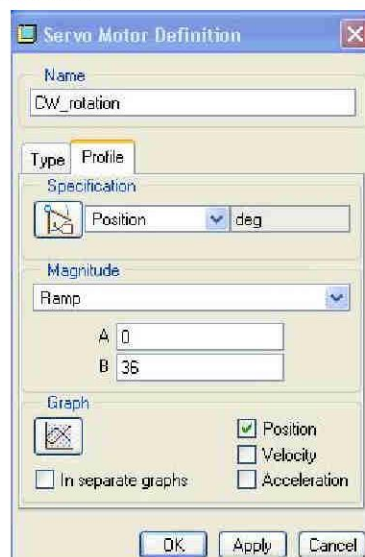 Servo Motor Definition
Name
CW_rotation
Type Profile
Specification
Position deg
Magnitude
Ramp
A 0
B 36
Graph
Position
Velocity
In separate graphs Acceleration
OK Apply Cancel